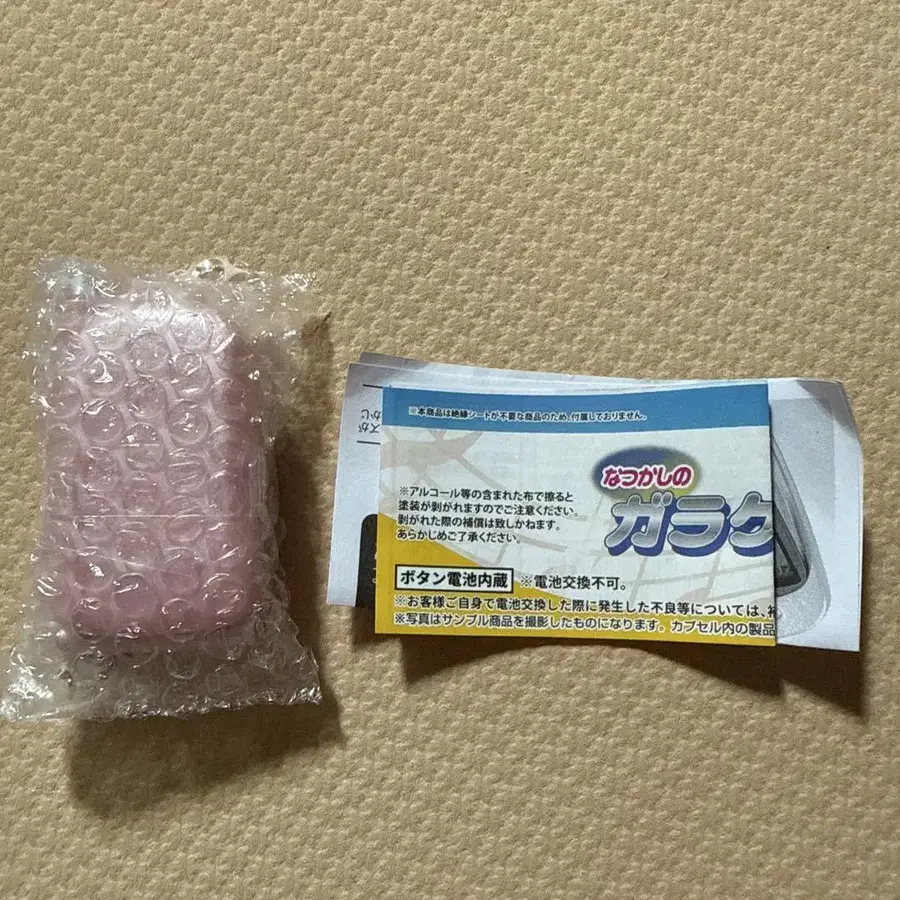 ※本商品は絶縁シートが不要な商品のため、付属しておりません。
なつかしの
ガラケ
※アルコール等の含まれた布で擦ると
塗装が剥がれますのでご注意ください。
剥がれた際の補償は致しかねます。
あらかじめご了承ください。
ボタン電池内蔵 ※電池交換不可。
※お客様ご自身で電池交換した際に発生した不良等については、
※写真はサンプル商品を撮影したものになります。カプセル内の製品